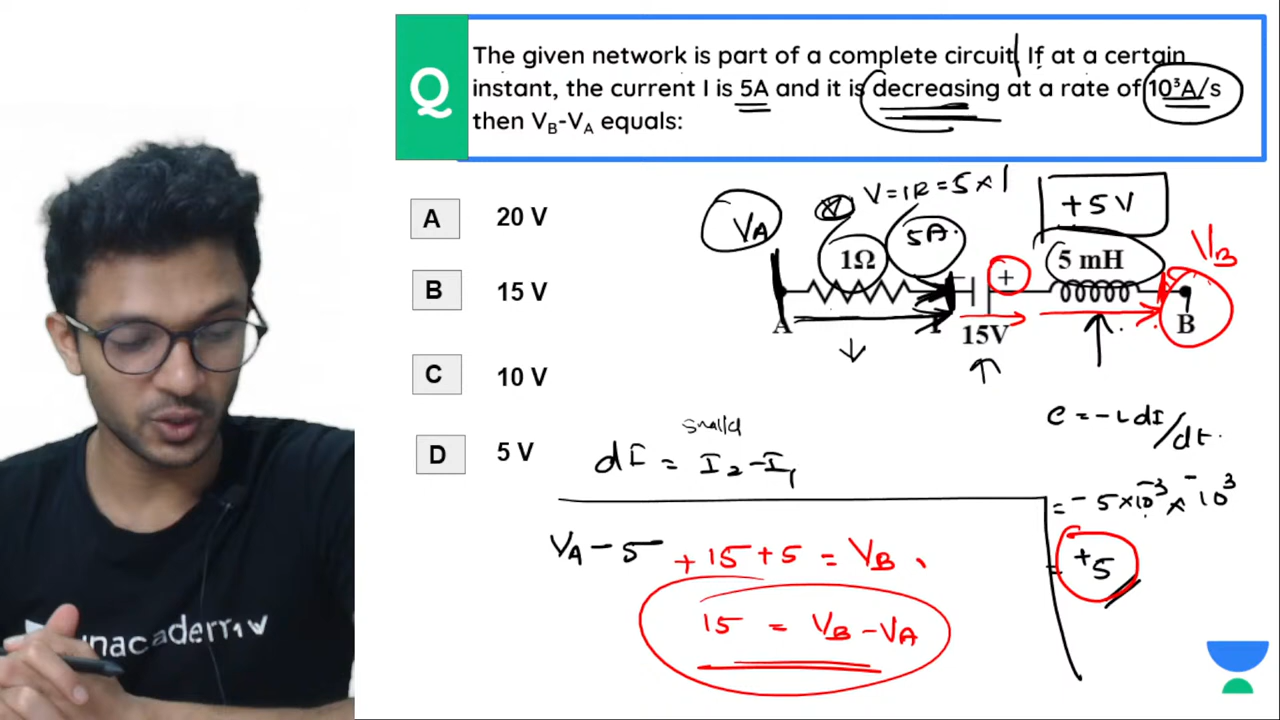 Q
The given network is part of a complete circuit. If at a certain
instant, the current I is 5A and it is decreasing at a rate of 10³A/s
then V_B-V_A equals:
A 20 V
B 15 V
C 10 V
D 5 V
V_A
V = IR = 5 × 1
5A.
+5V
1Ω
- +
5 mH
V_B
A
I
15V
B
e = -L dI/dt.
small
dI = I₂ - I₁
= - 5×10⁻³ × -10³
= +5
V_A - 5 + 15 + 5 = V_B
15 = V_B - V_A
unacademy